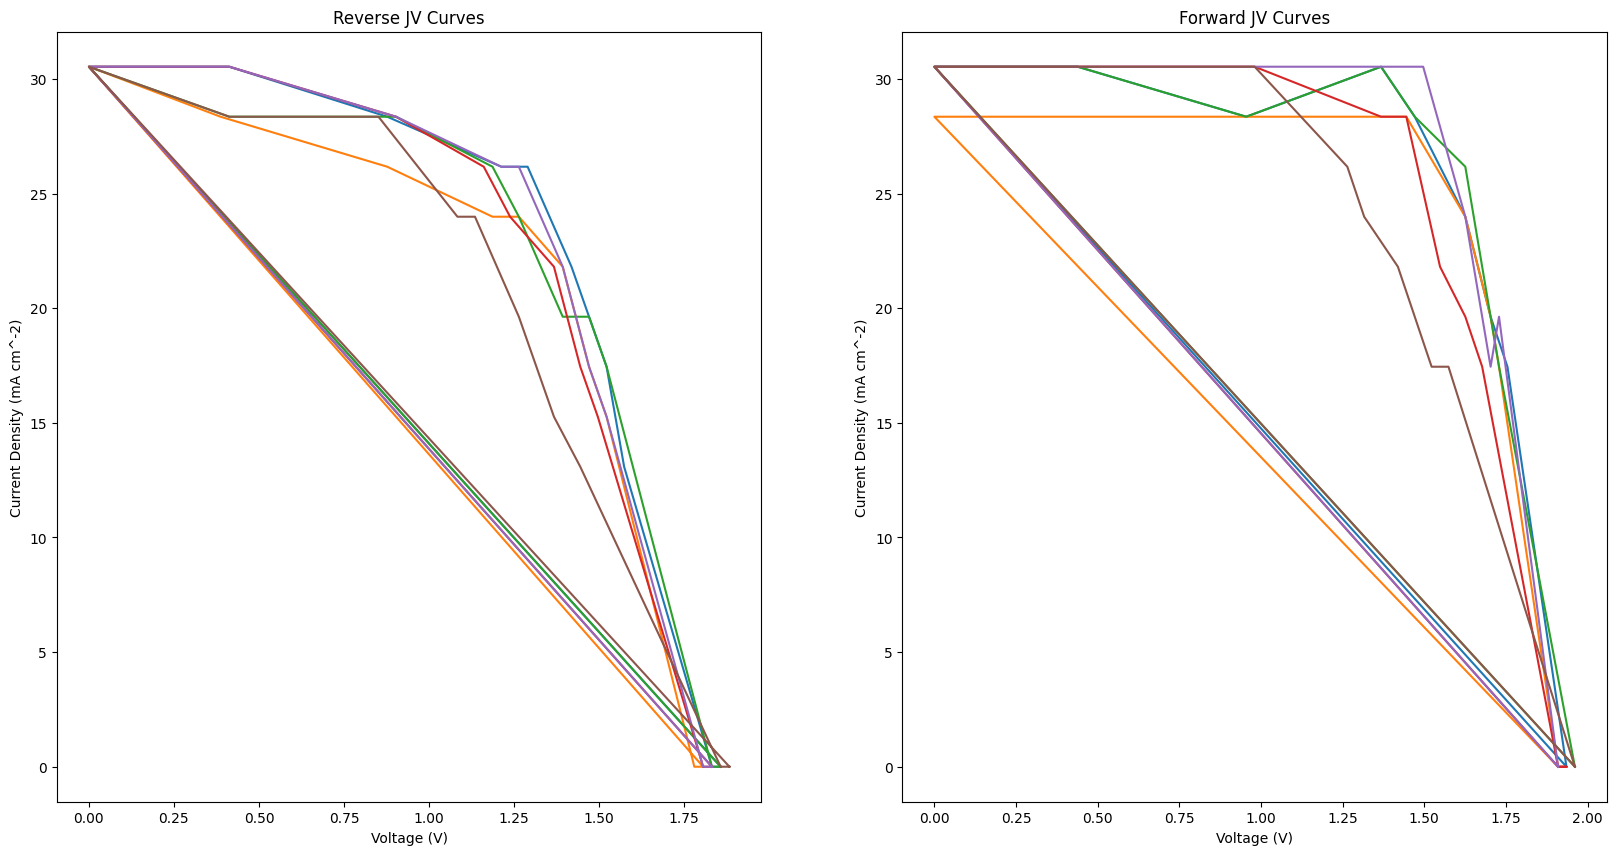 Reverse JV Curves
Current Density (mA cm^-2)
30
25
20
15
10
5
0
0.00 0.25 0.50 0.75 1.00 1.25 1.50 1.75
Voltage (V)
Forward JV Curves
Current Density (mA cm^-2)
30
25
20
15
10
5
0
0.00 0.25 0.50 0.75 1.00 1.25 1.50 1.75 2.00
Voltage (V)